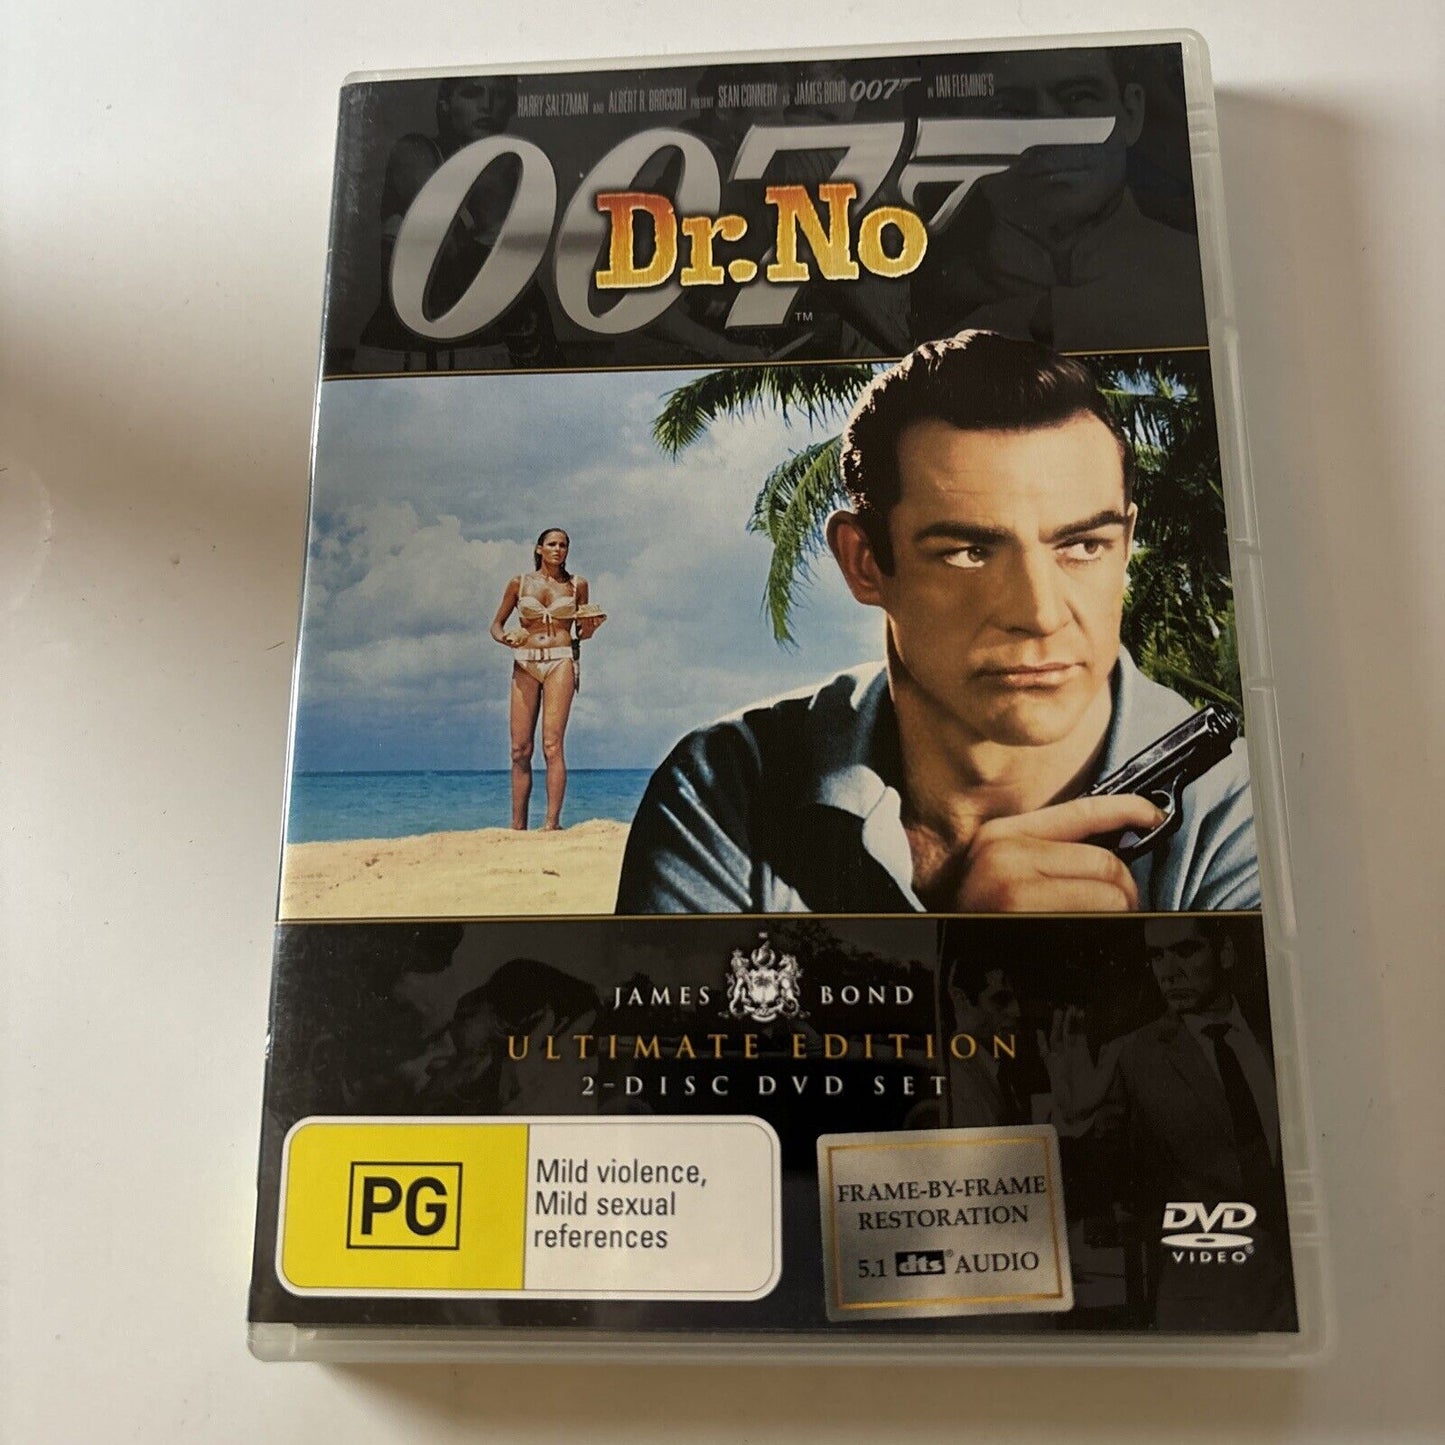 HARRY SALTZMAN AND ALBERT R. BROCCOLI PRESENT SEAN CONNERY AS JAMES BOND 007 IN IAN FLEMING'S
007
Dr.No
TM
JAMES BOND
ULTIMATE EDITION
2-DISC DVD SET
PG
Mild violence,
Mild sexual
references
FRAME-BY-FRAME
RESTORATION
5.1 dts® AUDIO
DVD
VIDEO®